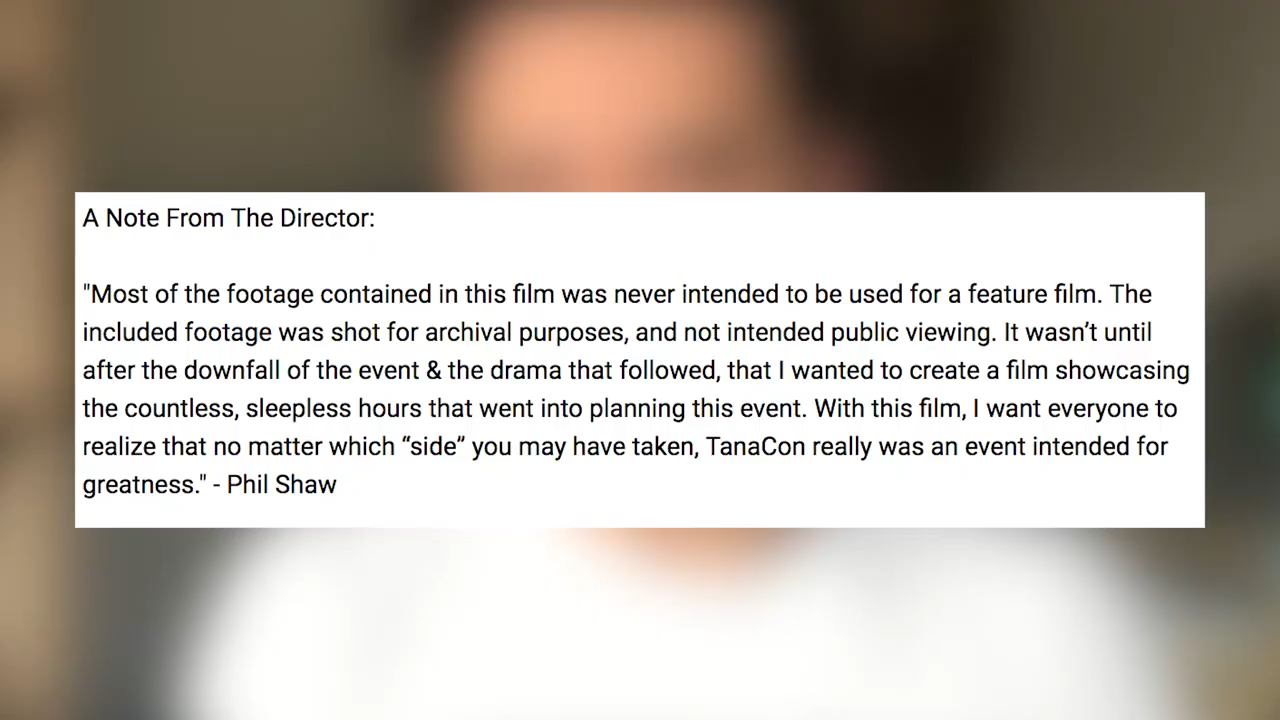 A Note From The Director:
"Most of the footage contained in this film was never intended to be used for a feature film. The
included footage was shot for archival purposes, and not intended public viewing. It wasn’t until
after the downfall of the event & the drama that followed, that I wanted to create a film showcasing
the countless, sleepless hours that went into planning this event. With this film, I want everyone to
realize that no matter which “side” you may have taken, TanaCon really was an event intended for
greatness." - Phil Shaw